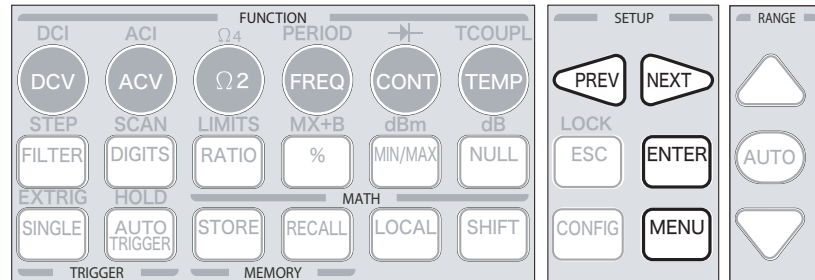 FUNCTION SETUP RANGE
DCI ACI Ω4 PERIOD TCOUPL
DCV ACV Ω2 FREQ CONT TEMP PREV NEXT
STEP SCAN LIMITS MX+B dBm dB LOCK
FILTER DIGITS RATIO % MIN/MAX NULL ESC ENTER AUTO
EXTRIG HOLD MATH
SINGLE AUTO TRIGGER STORE RECALL LOCAL SHIFT CONFIG MENU
TRIGGER MEMORY